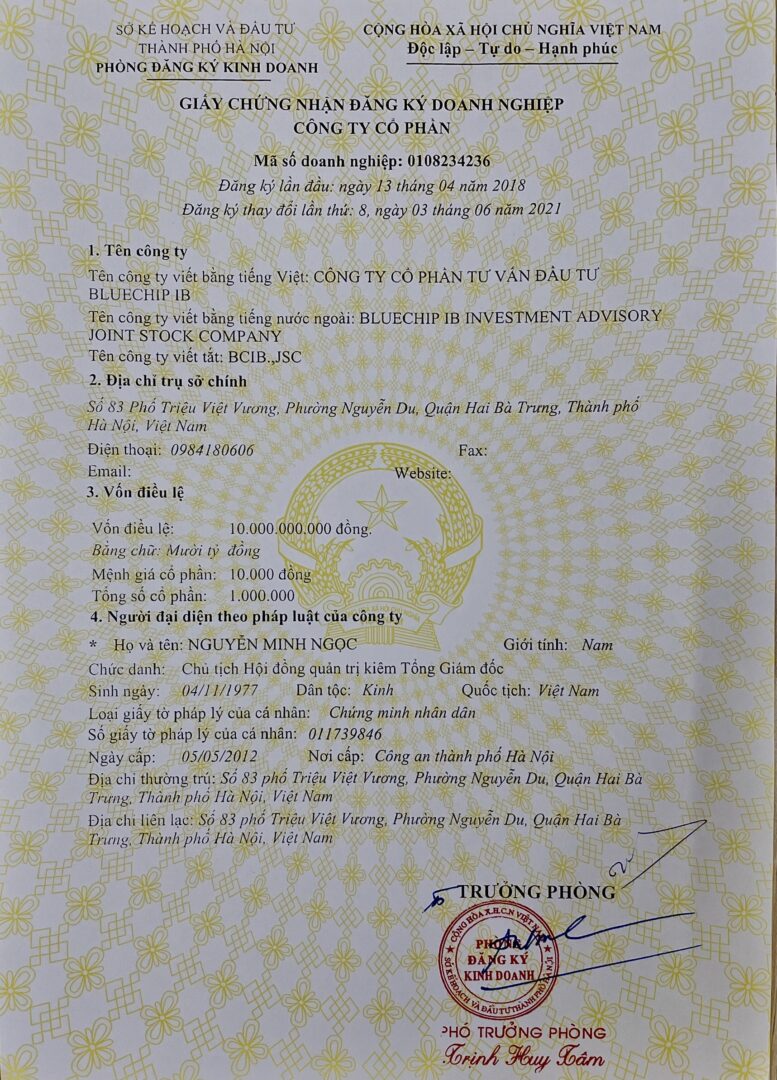 SỞ KẾ HOẠCH VÀ ĐẦU TƯ
THÀNH PHỐ HÀ NỘI
PHÒNG ĐĂNG KÝ KINH DOANH
CỘNG HÒA XÃ HỘI CHỦ NGHĨA VIỆT NAM
Độc lập – Tự do – Hạnh phúc
GIẤY CHỨNG NHẬN ĐĂNG KÝ DOANH NGHIỆP
CÔNG TY CỔ PHẦN
Mã số doanh nghiệp: 0108234236
Đăng ký lần đầu: ngày 13 tháng 04 năm 2018
Đăng ký thay đổi lần thứ: 8, ngày 03 tháng 06 năm 2021
1. Tên công ty
Tên công ty viết bằng tiếng Việt: CÔNG TY CỔ PHẦN TƯ VẤN ĐẦU TƯ
BLUECHIP IB
Tên công ty viết bằng tiếng nước ngoài: BLUECHIP IB INVESTMENT ADVISORY
JOINT STOCK COMPANY
Tên công ty viết tắt: BCIB.,JSC
2. Địa chỉ trụ sở chính
Số 83 Phố Triệu Việt Vương, Phường Nguyễn Du, Quận Hai Bà Trưng, Thành phố
Hà Nội, Việt Nam
Điện thoại: 0984180606 Fax:
Email: Website:
3. Vốn điều lệ
Vốn điều lệ: 10.000.000.000 đồng.
Bằng chữ: Mười tỷ đồng
Mệnh giá cổ phần: 10.000 đồng
Tổng số cổ phần: 1.000.000
4. Người đại diện theo pháp luật của công ty
* Họ và tên: NGUYỄN MINH NGỌC Giới tính: Nam
Chức danh: Chủ tịch Hội đồng quản trị kiêm Tổng Giám đốc
Sinh ngày: 04/11/1977 Dân tộc: Kinh Quốc tịch: Việt Nam
Loại giấy tờ pháp lý của cá nhân: Chứng minh nhân dân
Số giấy tờ pháp lý của cá nhân: 011739846
Ngày cấp: 05/05/2012 Nơi cấp: Công an thành phố Hà Nội
Địa chỉ thường trú: Số 83 phố Triệu Việt Vương, Phường Nguyễn Du, Quận Hai Bà
Trưng, Thành phố Hà Nội, Việt Nam
Địa chỉ liên lạc: Số 83 phố Triệu Việt Vương, Phường Nguyễn Du, Quận Hai Bà
Trưng, Thành phố Hà Nội, Việt Nam
TRƯỞNG PHÒNG
CỘNG HÒA X.H.C.N VIỆT NAM
PHÒNG
ĐĂNG KÝ
KINH DOANH
SỞ KẾ HOẠCH VÀ ĐẦU TƯ THÀNH PHỐ HÀ NỘI
PHÓ TRƯỞNG PHÒNG
Trịnh Huy Tâm